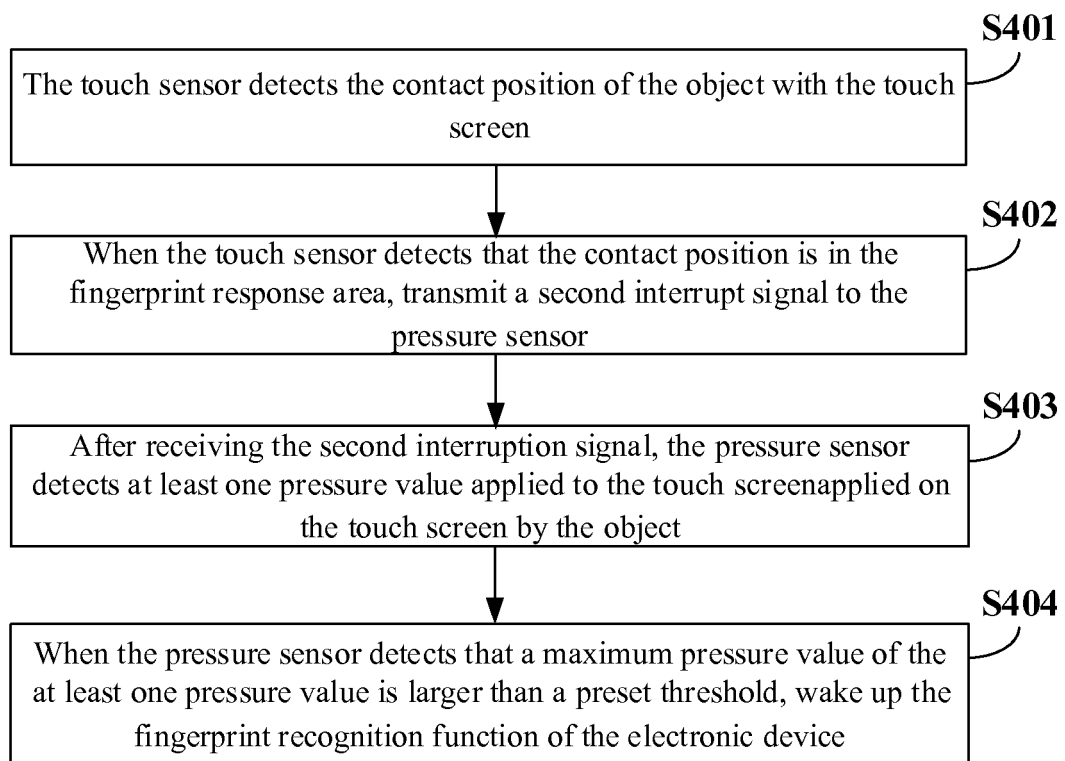 S401
The touch sensor detects the contact position of the object with the touch
screen
S402
When the touch sensor detects that the contact position is in the
fingerprint response area, transmit a second interrupt signal to the
pressure sensor
S403
After receiving the second interruption signal, the pressure sensor
detects at least one pressure value applied to the touch screenapplied on
the touch screen by the object
S404
When the pressure sensor detects that a maximum pressure value of the
at least one pressure value is larger than a preset threshold, wake up the
fingerprint recognition function of the electronic device